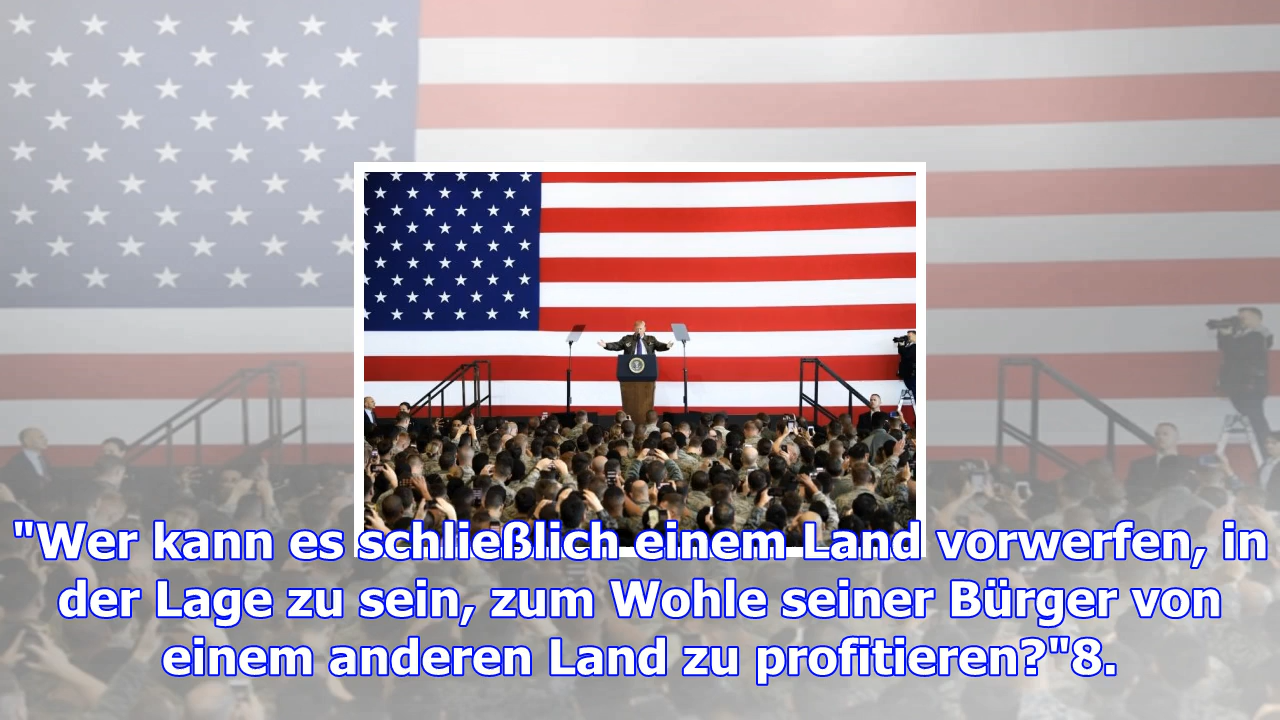 "Wer kann es schließlich einem Land vorwerfen, in
der Lage zu sein, zum Wohle seiner Bürger von
einem anderen Land zu profitieren?"8.